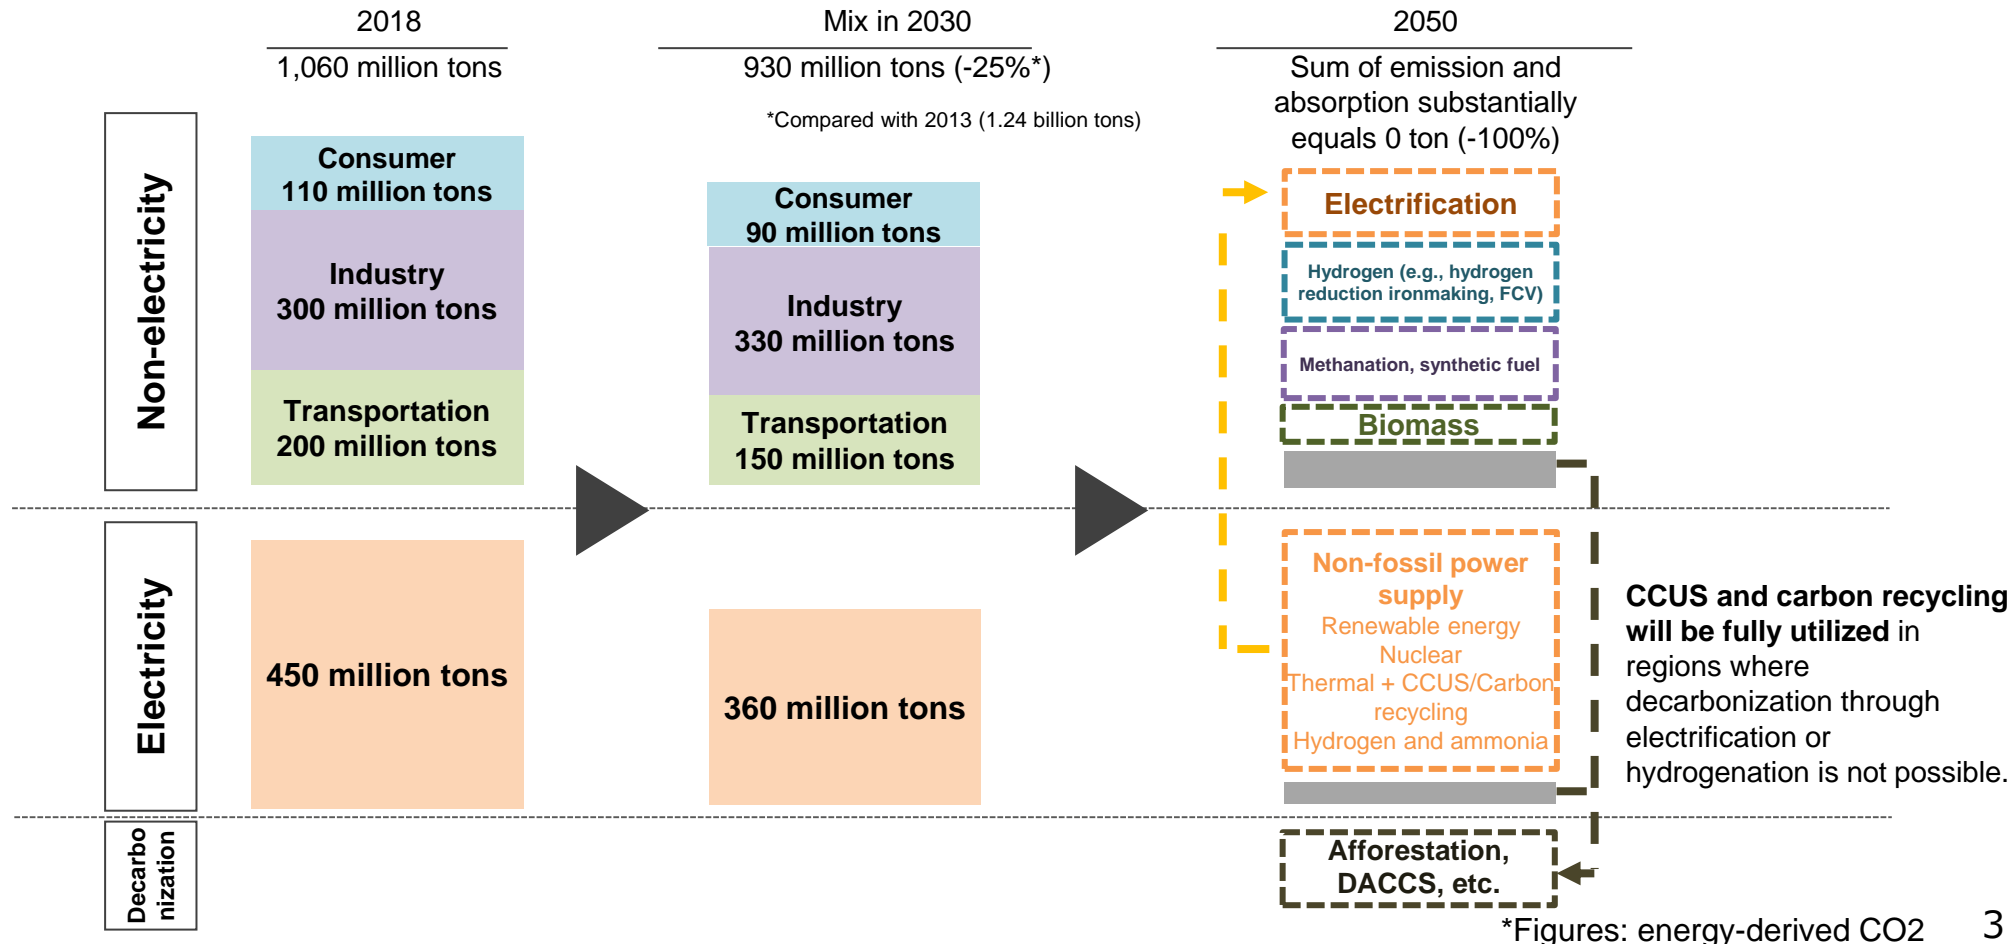 2018
1,060 million tons
Mix in 2030
930 million tons (-25%*)
*Compared with 2013 (1.24 billion tons)
2050
Sum of emission and
absorption substantially
equals 0 ton (-100%)
Non-electricity
Consumer
110 million tons
Industry
300 million tons
Transportation
200 million tons
Consumer
90 million tons
Industry
330 million tons
Transportation
150 million tons
Electrification
Hydrogen (e.g., hydrogen
reduction ironmaking, FCV)
Methanation, synthetic fuel
Biomass
Electricity
450 million tons
360 million tons
Non-fossil power
supply
Renewable energy
Nuclear
Thermal + CCUS/Carbon
recycling
Hydrogen and ammonia
CCUS and carbon recycling
will be fully utilized in
regions where
decarbonization through
electrification or
hydrogenation is not possible.
Decarbo
nization
Afforestation,
DACCS, etc.
*Figures: energy-derived CO2
3